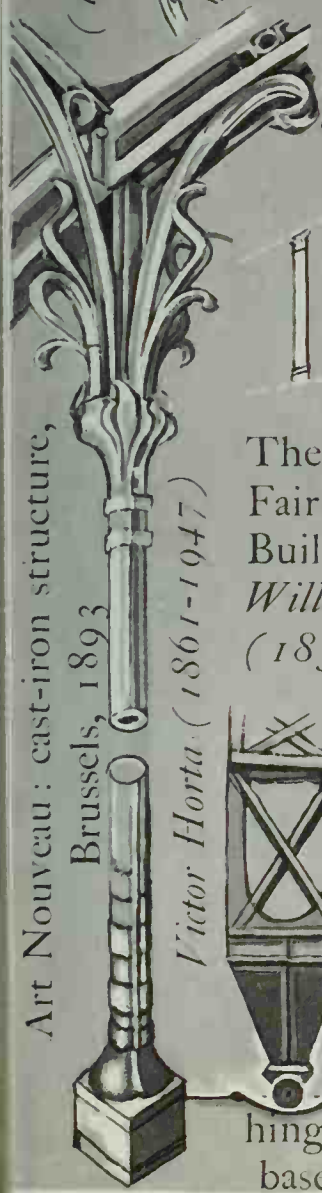 Art Nouveau: cast-iron structure,
Brussels, 1893
Victor Horta (1861-1947)
The
Fair
Buil
Will
(18
hing
base